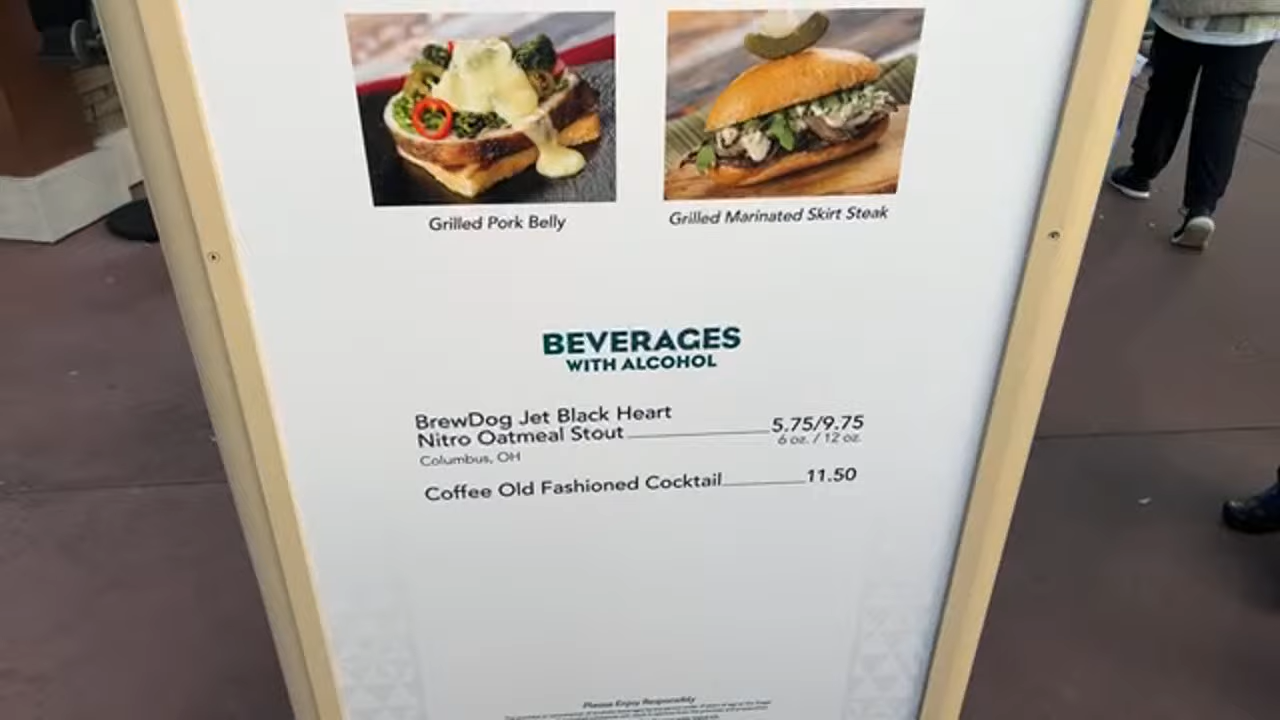 Grilled Pork Belly
Grilled Marinated Skirt Steak
BEVERAGES
WITH ALCOHOL
BrewDog Jet Black Heart
Nitro Oatmeal Stout 5.75/9.75
6 oz. / 12 oz.
Columbus, OH
Coffee Old Fashioned Cocktail 11.50
Please Enjoy Responsibly